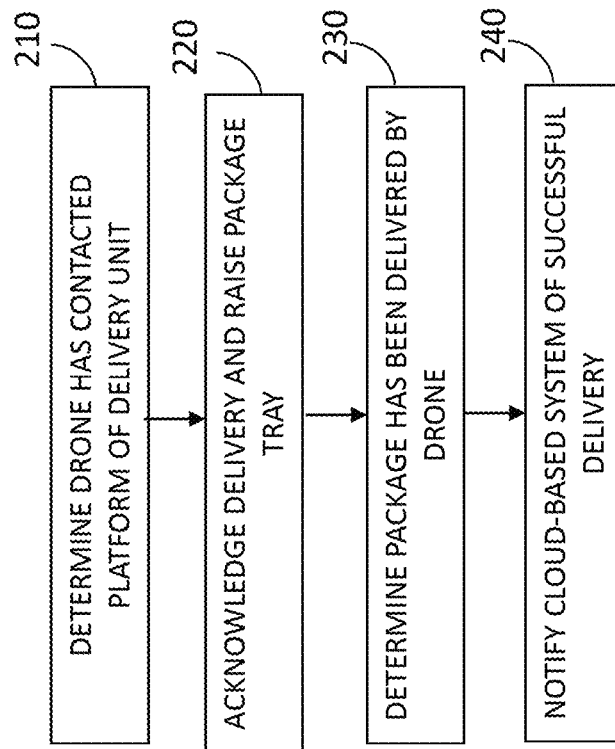 210
DETERMINE DRONE HAS CONTACTED
PLATFORM OF DELIVERY UNIT
220
ACKNOWLEDGE DELIVERY AND RAISE PACKAGE
TRAY
230
DETERMINE PACKAGE HAS BEEN DELIVERED BY
DRONE
240
NOTIFY CLOUD-BASED SYSTEM OF SUCCESSFUL
DELIVERY